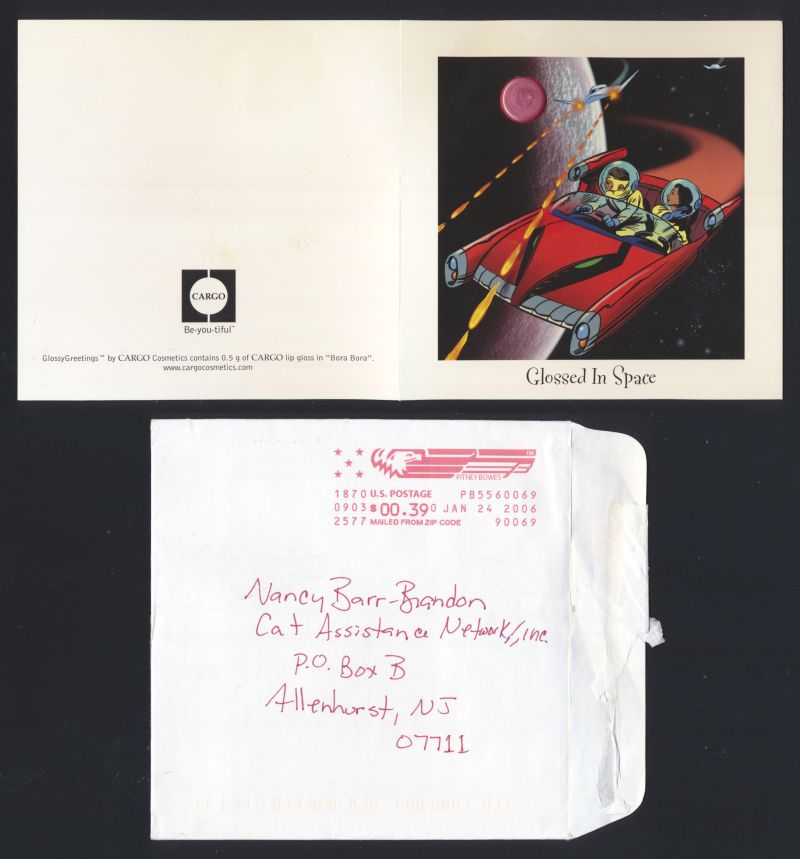 CARGO
Be·you·tiful™
GlossyGreetings™ by CARGO Cosmetics contains 0.5 g of CARGO lip gloss in "Bora Bora".
www.cargocosmetics.com
Glossed In Space
TM
PITNEY BOWES
1870 U.S. POSTAGE PB5560069
0903 $ 00.390 JAN 24 2006
2577 MAILED FROM ZIP CODE 90069
Nancy Barr-Brandon
Cat Assistance Network, Inc.
P.O. Box B
Allenhurst, NJ
07711